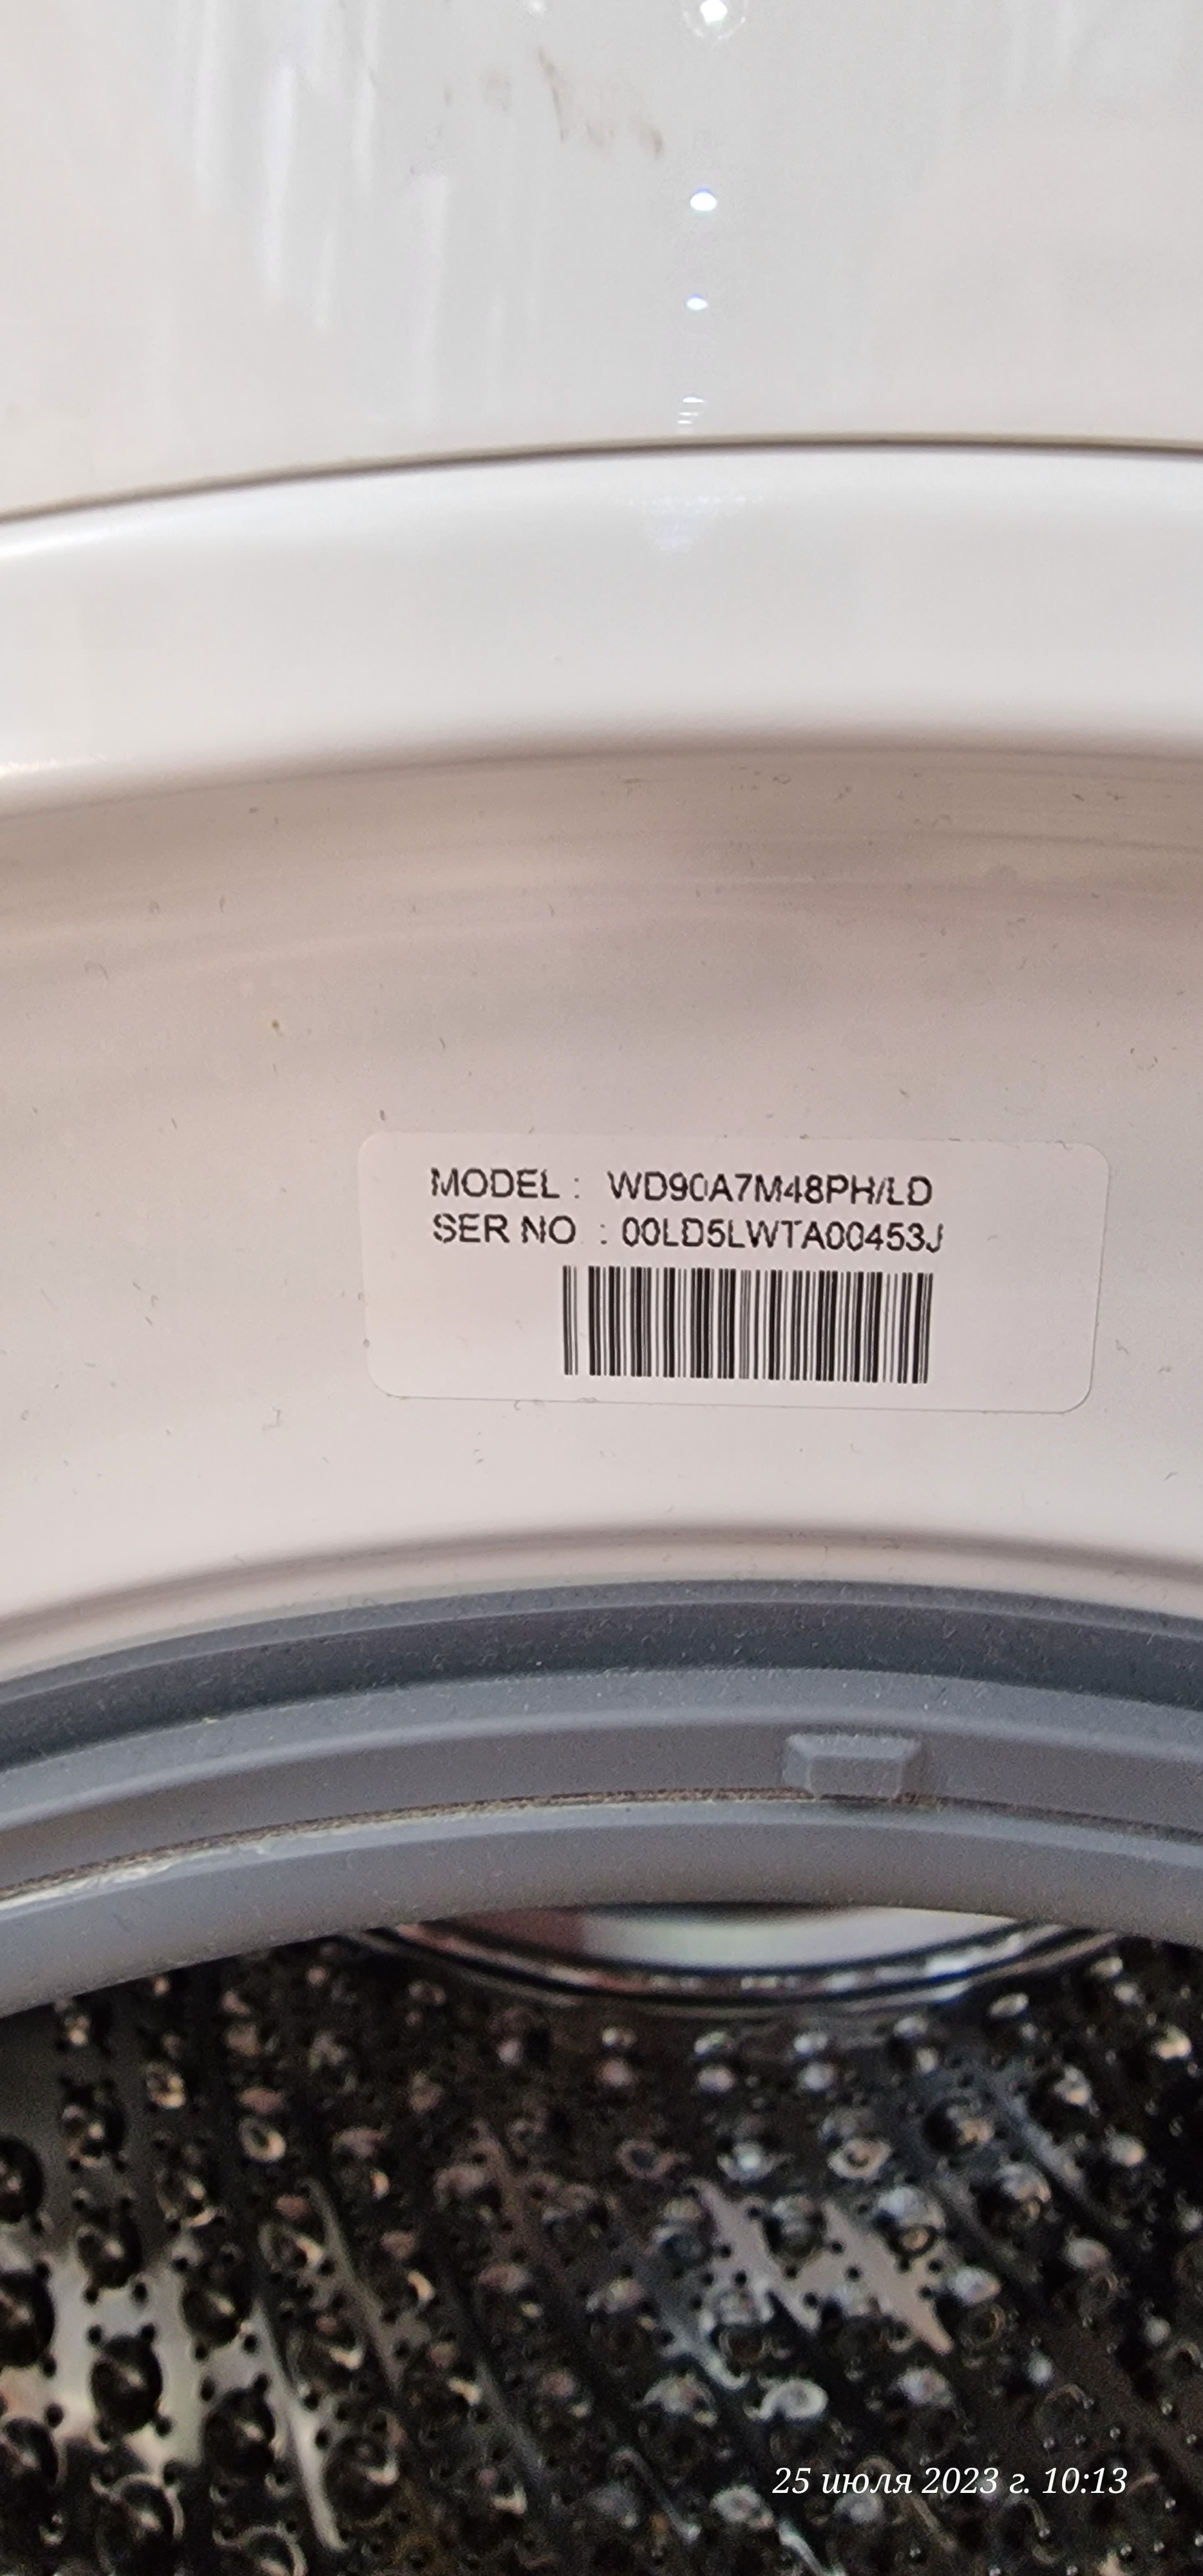 MODEL : WD90A7M48PH/LD
SER NO : 00LD5LWTA00453J
25 июля 2023 г. 10:13